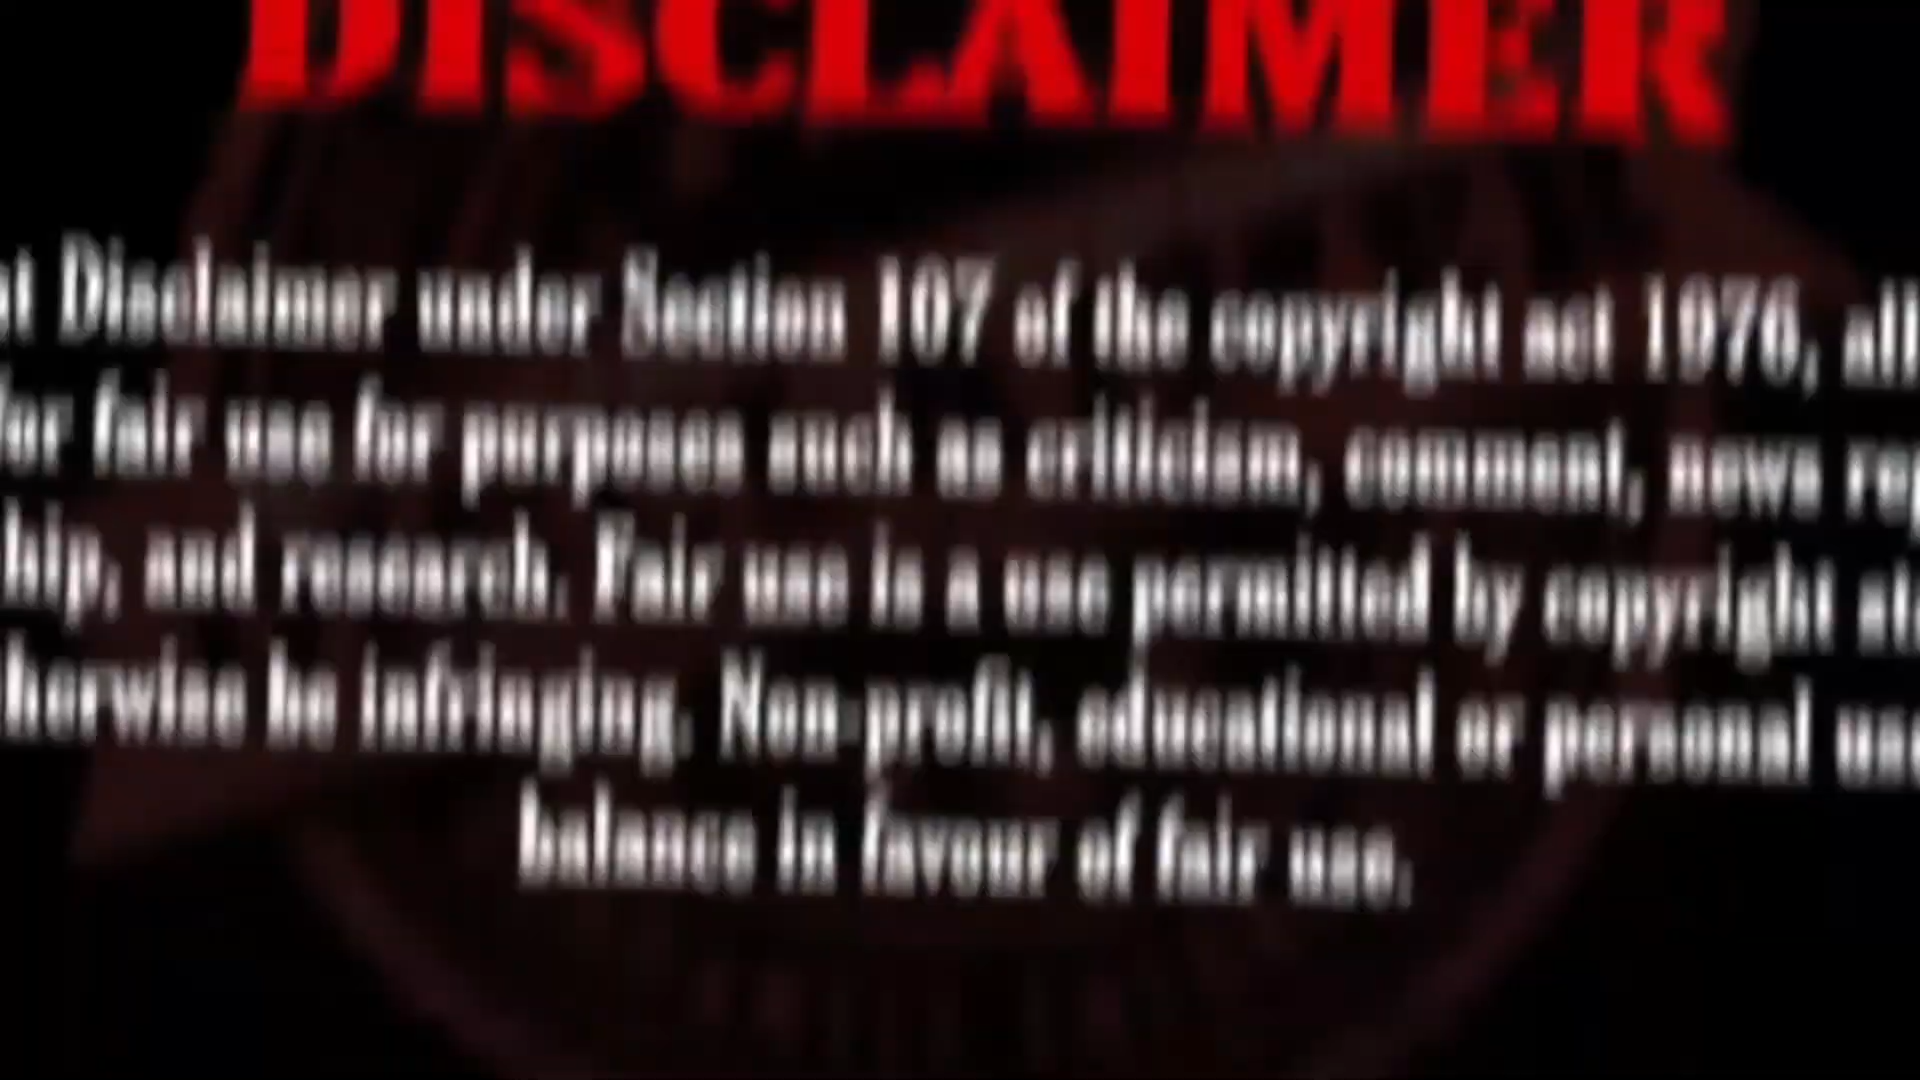 DISCLAIMER
Disclaimer under Section 107 of the copyright act 1976, all
for fair use for purposes such as criticism, comment, news
and research. Fair use is a use permitted by copyright
be infringing. Non-profit, educational or personal
balance in favour of fair use.